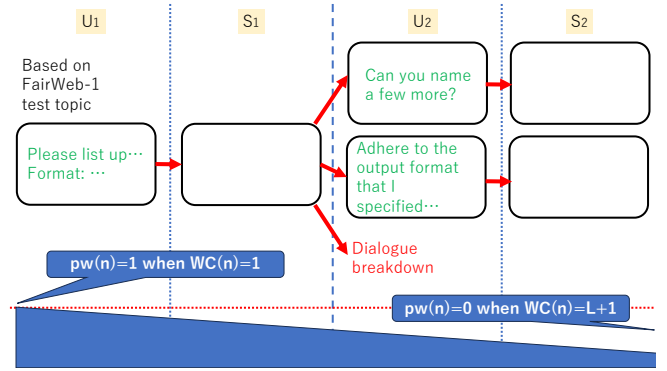 U1
S1
U2
S2
Based on
FairWeb-1
test topic
Please list up…
Format: …
Can you name
a few more?
Adhere to the
output format
that I
specified…
Dialogue
breakdown
pw(n)=1 when WC(n)=1
pw(n)=0 when WC(n)=L+1